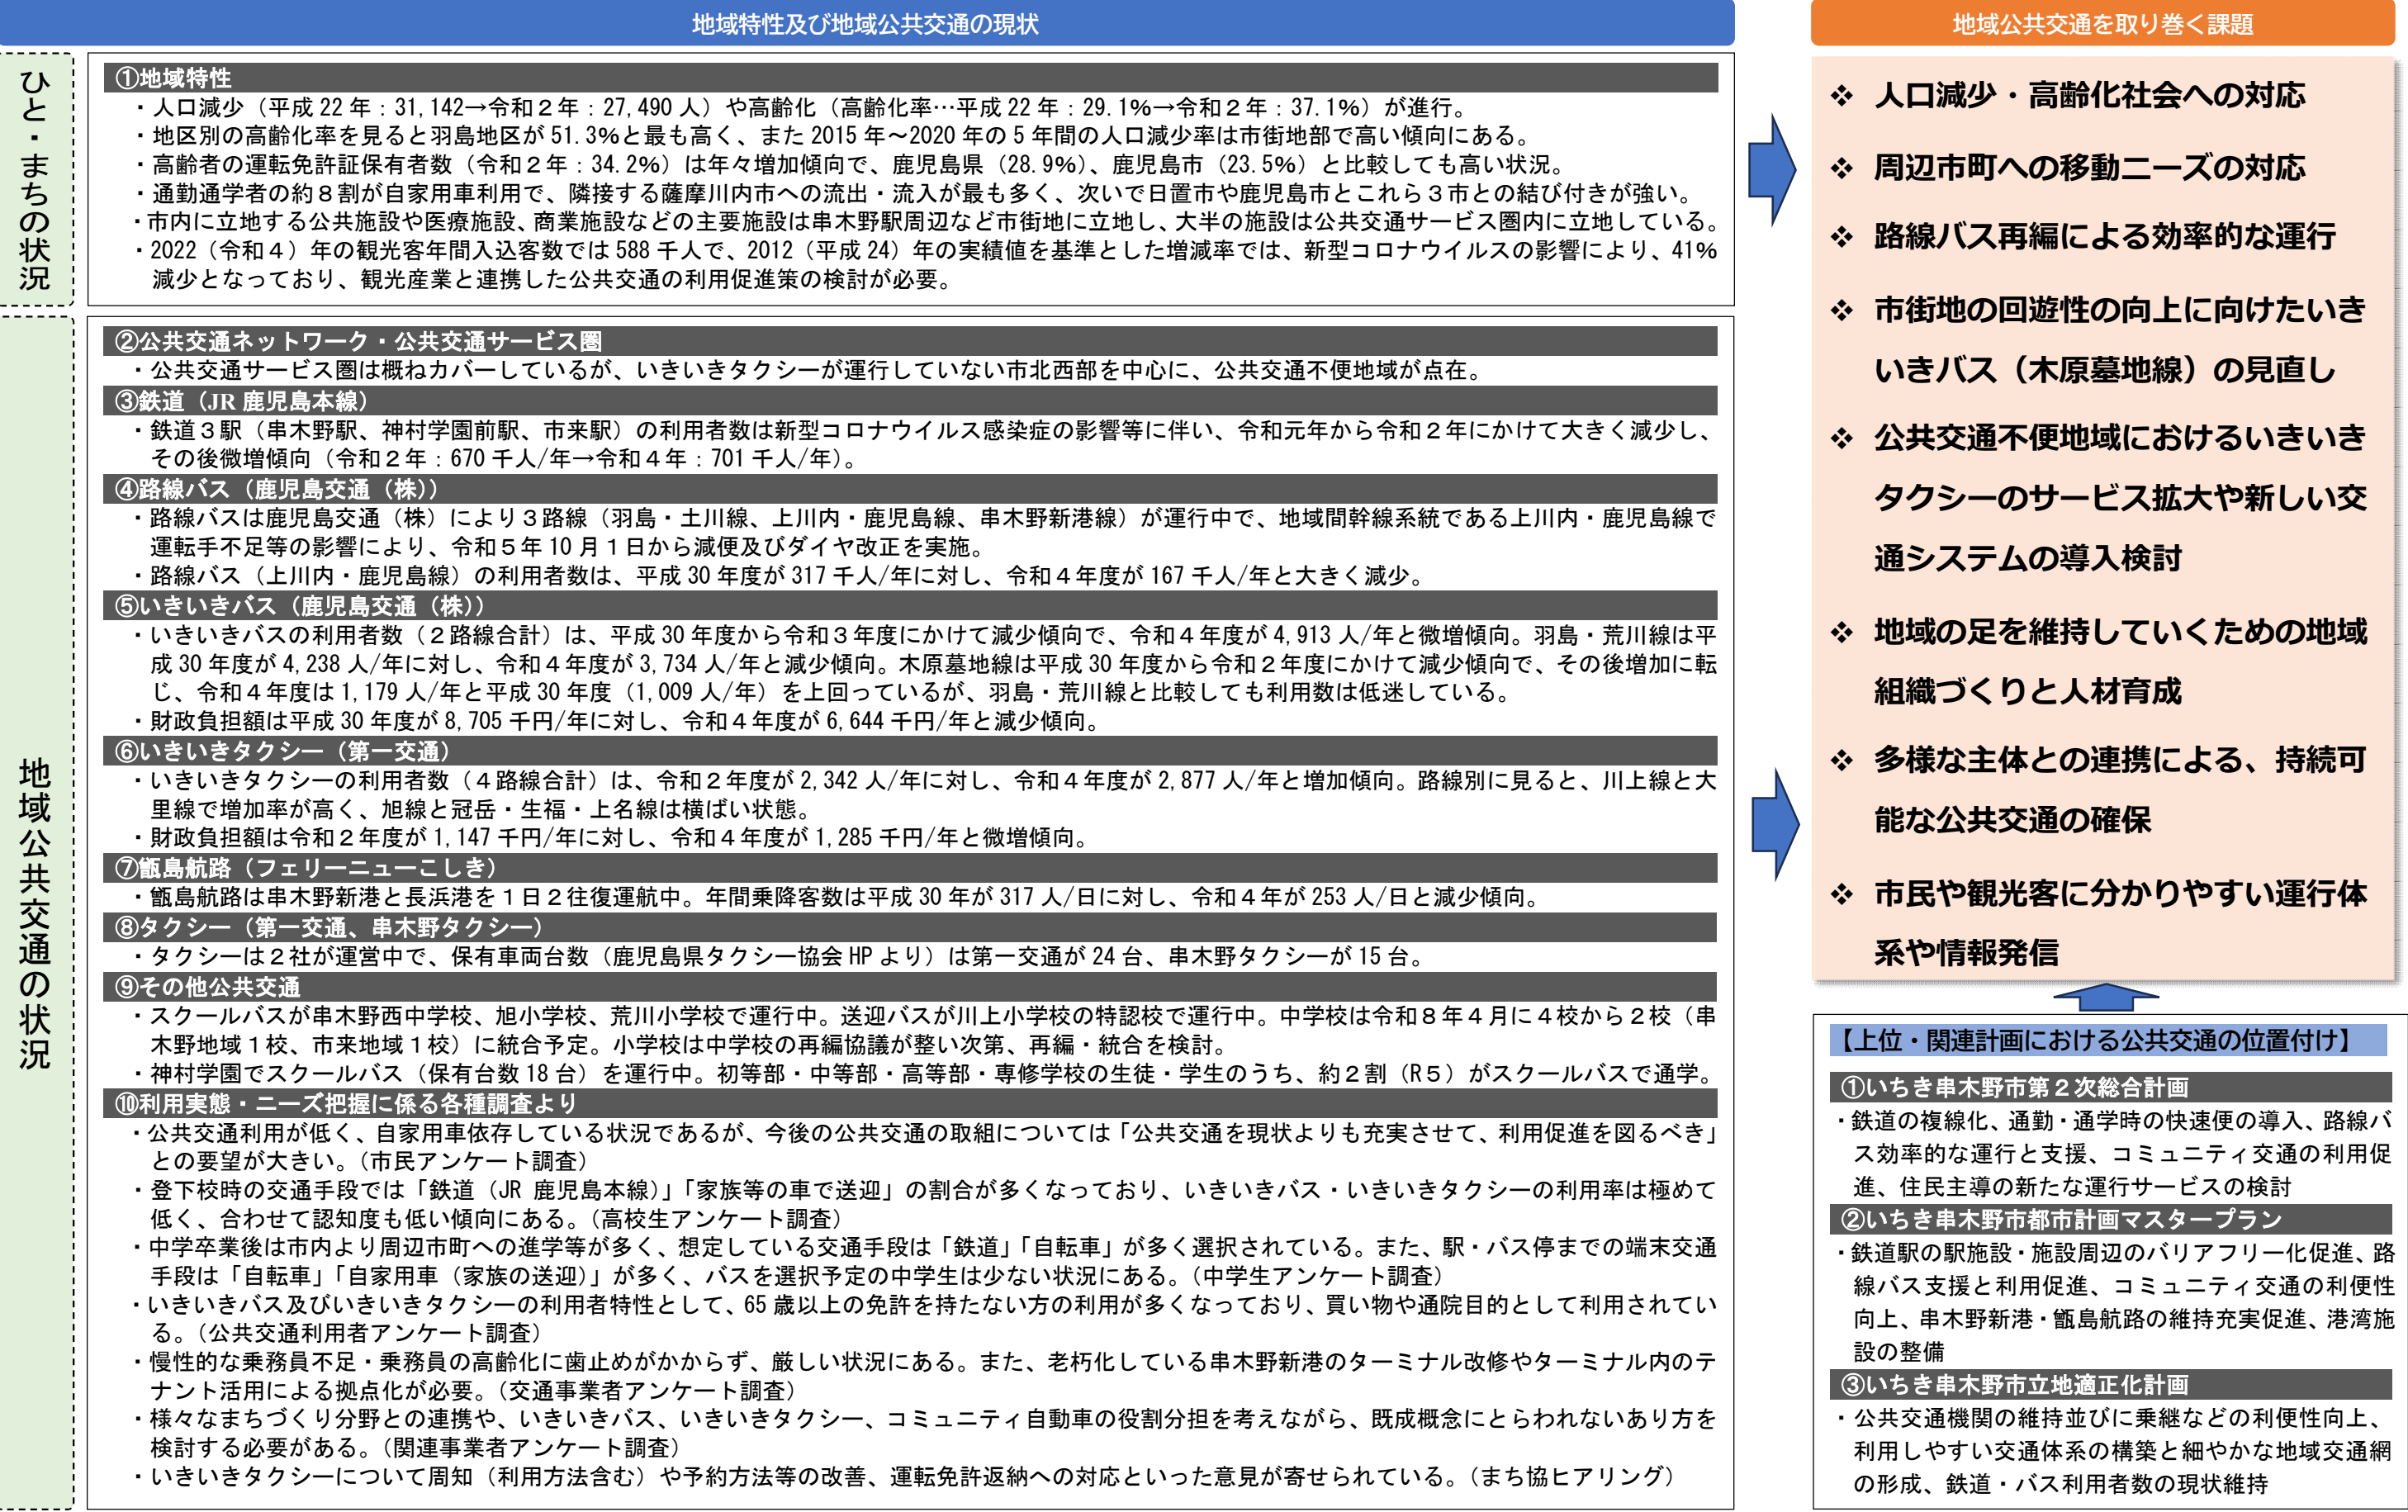 地域特性及び地域公共交通の現状
ひと・まちの状況
①地域特性
・人口減少（平成 22 年：31,142→令和２年：27,490 人）や高齢化（高齢化率…平成 22 年：29.1%→令和２年：37.1%）が進行。
・地区別の高齢化率を見ると羽島地区が 51.3%と最も高く、また 2015 年～2020 年の 5 年間の人口減少率は市街地部で高い傾向にある。
・高齢者の運転免許証保有者数（令和２年：34.2%）は年々増加傾向で、鹿児島県（28.9%）、鹿児島市（23.5%）と比較しても高い状況。
・通勤通学者の約８割が自家用車利用で、隣接する薩摩川内市への流出・流入が最も多く、次いで日置市や鹿児島市とこれら３市との結び付きが強い。
・市内に立地する公共施設や医療施設、商業施設などの主要施設は串木野駅周辺など市街地に立地し、大半の施設は公共交通サービス圏内に立地している。
・2022（令和４）年の観光客年間入込客数では 588 千人で、2012（平成 24）年の実績値を基準とした増減率では、新型コロナウイルスの影響により、41%
減少となっており、観光産業と連携した公共交通の利用促進策の検討が必要。
地域公共交通の状況
②公共交通ネットワーク・公共交通サービス圏
・公共交通サービス圏は概ねカバーしているが、いきいきタクシーが運行していない市北西部を中心に、公共交通不便地域が点在。
③鉄道（JR 鹿児島本線）
・鉄道３駅（串木野駅、神村学園前駅、市来駅）の利用者数は新型コロナウイルス感染症の影響等に伴い、令和元年から令和２年にかけて大きく減少し、
その後微増傾向（令和２年：670 千人/年→令和４年：701 千人/年）。
④路線バス（鹿児島交通（株））
・路線バスは鹿児島交通（株）により３路線（羽島・土川線、上川内・鹿児島線、串木野新港線）が運行中で、地域間幹線系統である上川内・鹿児島線で
運転手不足等の影響により、令和５年 10 月１日から減便及びダイヤ改正を実施。
・路線バス（上川内・鹿児島線）の利用者数は、平成 30 年度が 317 千人/年に対し、令和４年度が 167 千人/年と大きく減少。
⑤いきいきバス（鹿児島交通（株））
・いきいきバスの利用者数（２路線合計）は、平成 30 年度から令和３年度にかけて減少傾向で、令和４年度が 4,913 人/年と微増傾向。羽島・荒川線は平
成 30 年度が 4,238 人/年に対し、令和４年度が 3,734 人/年と減少傾向。木原墓地線は平成 30 年度から令和２年度にかけて減少傾向で、その後増加に転
じ、令和４年度は 1,179 人/年と平成 30 年度（1,009 人/年）を上回っているが、羽島・荒川線と比較しても利用数は低迷している。
・財政負担額は平成 30 年度が 8,705 千円/年に対し、令和４年度が 6,644 千円/年と減少傾向。
⑥いきいきタクシー（第一交通）
・いきいきタクシーの利用者数（４路線合計）は、令和２年度が 2,342 人/年に対し、令和４年度が 2,877 人/年と増加傾向。路線別に見ると、川上線と大
里線で増加率が高く、旭線と冠岳・生福・上名線は横ばい状態。
・財政負担額は令和２年度が 1,147 千円/年に対し、令和４年度が 1,285 千円/年と微増傾向。
⑦甑島航路（フェリーニューこしき）
・甑島航路は串木野新港と長浜港を１日２往復運航中。年間乗降客数は平成 30 年が 317 人/日に対し、令和４年が 253 人/日と減少傾向。
⑧タクシー（第一交通、串木野タクシー）
・タクシーは２社が運営中で、保有車両台数（鹿児島県タクシー協会 HP より）は第一交通が 24 台、串木野タクシーが 15 台。
⑨その他公共交通
・スクールバスが串木野西中学校、旭小学校、荒川小学校で運行中。送迎バスが川上小学校の特認校で運行中。中学校は令和８年４月に４校から２校（串
木野地域１校、市来地域１校）に統合予定。小学校は中学校の再編協議が整い次第、再編・統合を検討。
・神村学園でスクールバス（保有台数 18 台）を運行中。初等部・中等部・高等部・専修学校の生徒・学生のうち、約２割（R５）がスクールバスで通学。
⑩利用実態・ニーズ把握に係る各種調査より
・公共交通利用が低く、自家用車依存している状況であるが、今後の公共交通の取組については「公共交通を現状よりも充実させて、利用促進を図るべき」
との要望が大きい。（市民アンケート調査）
・登下校時の交通手段では「鉄道（JR 鹿児島本線）」「家族等の車で送迎」の割合が多くなっており、いきいきバス・いきいきタクシーの利用率は極めて
低く、合わせて認知度も低い傾向にある。（高校生アンケート調査）
・中学卒業後は市内より周辺市町への進学等が多く、想定している交通手段は「鉄道」「自転車」が多く選択されている。また、駅・バス停までの端末交通
手段は「自転車」「自家用車（家族の送迎）」が多く、バスを選択予定の中学生は少ない状況にある。（中学生アンケート調査）
・いきいきバス及びいきいきタクシーの利用者特性として、65 歳以上の免許を持たない方の利用が多くなっており、買い物や通院目的として利用されてい
る。（公共交通利用者アンケート調査）
・慢性的な乗務員不足・乗務員の高齢化に歯止めがかからず、厳しい状況にある。また、老朽化している串木野新港のターミナル改修やターミナル内のテ
ナント活用による拠点化が必要。（交通事業者アンケート調査）
・様々なまちづくり分野との連携や、いきいきバス、いきいきタクシー、コミュニティ自動車の役割分担を考えながら、既成概念にとらわれないあり方を
検討する必要がある。（関連事業者アンケート調査）
・いきいきタクシーについて周知（利用方法含む）や予約方法等の改善、運転免許返納への対応といった意見が寄せられている。（まち協ヒアリング）
地域公共交通を取り巻く課題
❖ 人口減少・高齢化社会への対応
❖ 周辺市町への移動ニーズの対応
❖ 路線バス再編による効率的な運行
❖ 市街地の回遊性の向上に向けたいき
いきバス（木原墓地線）の見直し
❖ 公共交通不便地域におけるいきいき
タクシーのサービス拡大や新しい交
通システムの導入検討
❖ 地域の足を維持していくための地域
組織づくりと人材育成
❖ 多様な主体との連携による、持続可
能な公共交通の確保
❖ 市民や観光客に分かりやすい運行体
系や情報発信
【上位・関連計画における公共交通の位置付け】
①いちき串木野市第２次総合計画
・鉄道の複線化、通勤・通学時の快速便の導入、路線バ
ス効率的な運行と支援、コミュニティ交通の利用促
進、住民主導の新たな運行サービスの検討
②いちき串木野市都市計画マスタープラン
・鉄道駅の駅施設・施設周辺のバリアフリー化促進、路
線バス支援と利用促進、コミュニティ交通の利便性
向上、串木野新港・甑島航路の維持充実促進、港湾施
設の整備
③いちき串木野市立地適正化計画
・公共交通機関の維持並びに乗継などの利便性向上、
利用しやすい交通体系の構築と細やかな地域交通網
の形成、鉄道・バス利用者数の現状維持